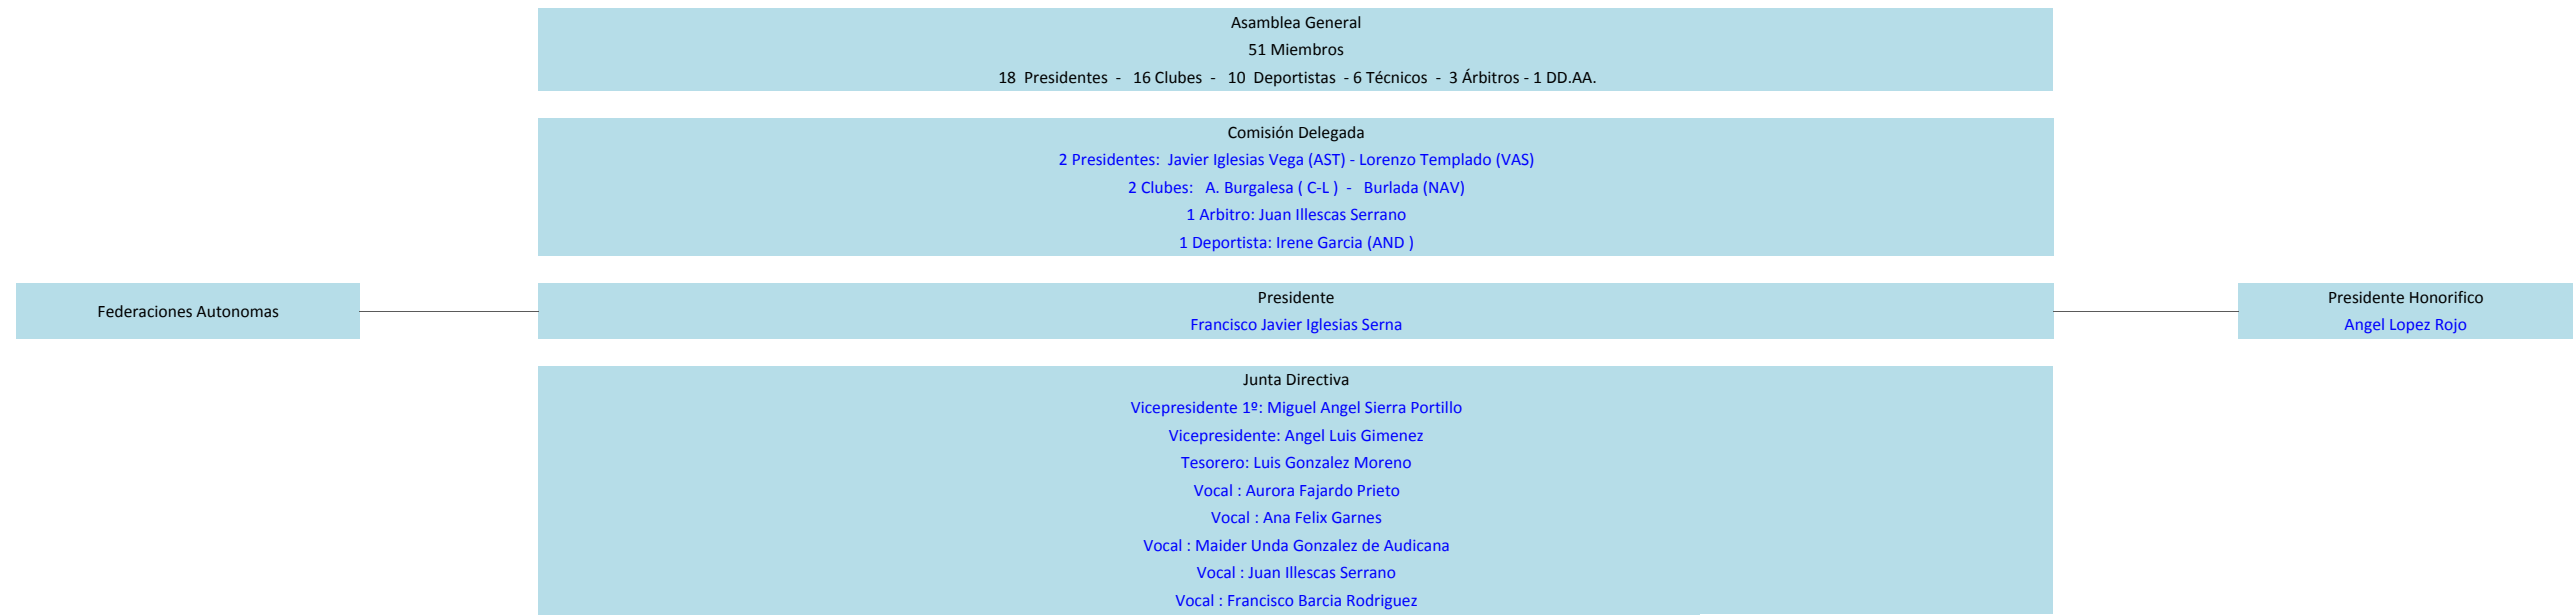 Asamblea General
51 Miembros
18 Presidentes - 16 Clubes - 10 Deportistas - 6 Técnicos - 3 Árbitros - 1 DD.AA.
Comisión Delegada
2 Presidentes: Javier Iglesias Vega (AST) - Lorenzo Templado (VAS)
2 Clubes: A. Burgalesa ( C-L ) - Burlada (NAV)
1 Arbitro: Juan Illescas Serrano
1 Deportista: Irene Garcia (AND )
Federaciones Autonomas
Presidente
Francisco Javier Iglesias Serna
Presidente Honorifico
Angel Lopez Rojo
Junta Directiva
Vicepresidente 1º: Miguel Angel Sierra Portillo
Vicepresidente: Angel Luis Gimenez
Tesorero: Luis Gonzalez Moreno
Vocal : Aurora Fajardo Prieto
Vocal : Ana Felix Garnes
Vocal : Maider Unda Gonzalez de Audicana
Vocal : Juan Illescas Serrano
Vocal : Francisco Barcia Rodriguez